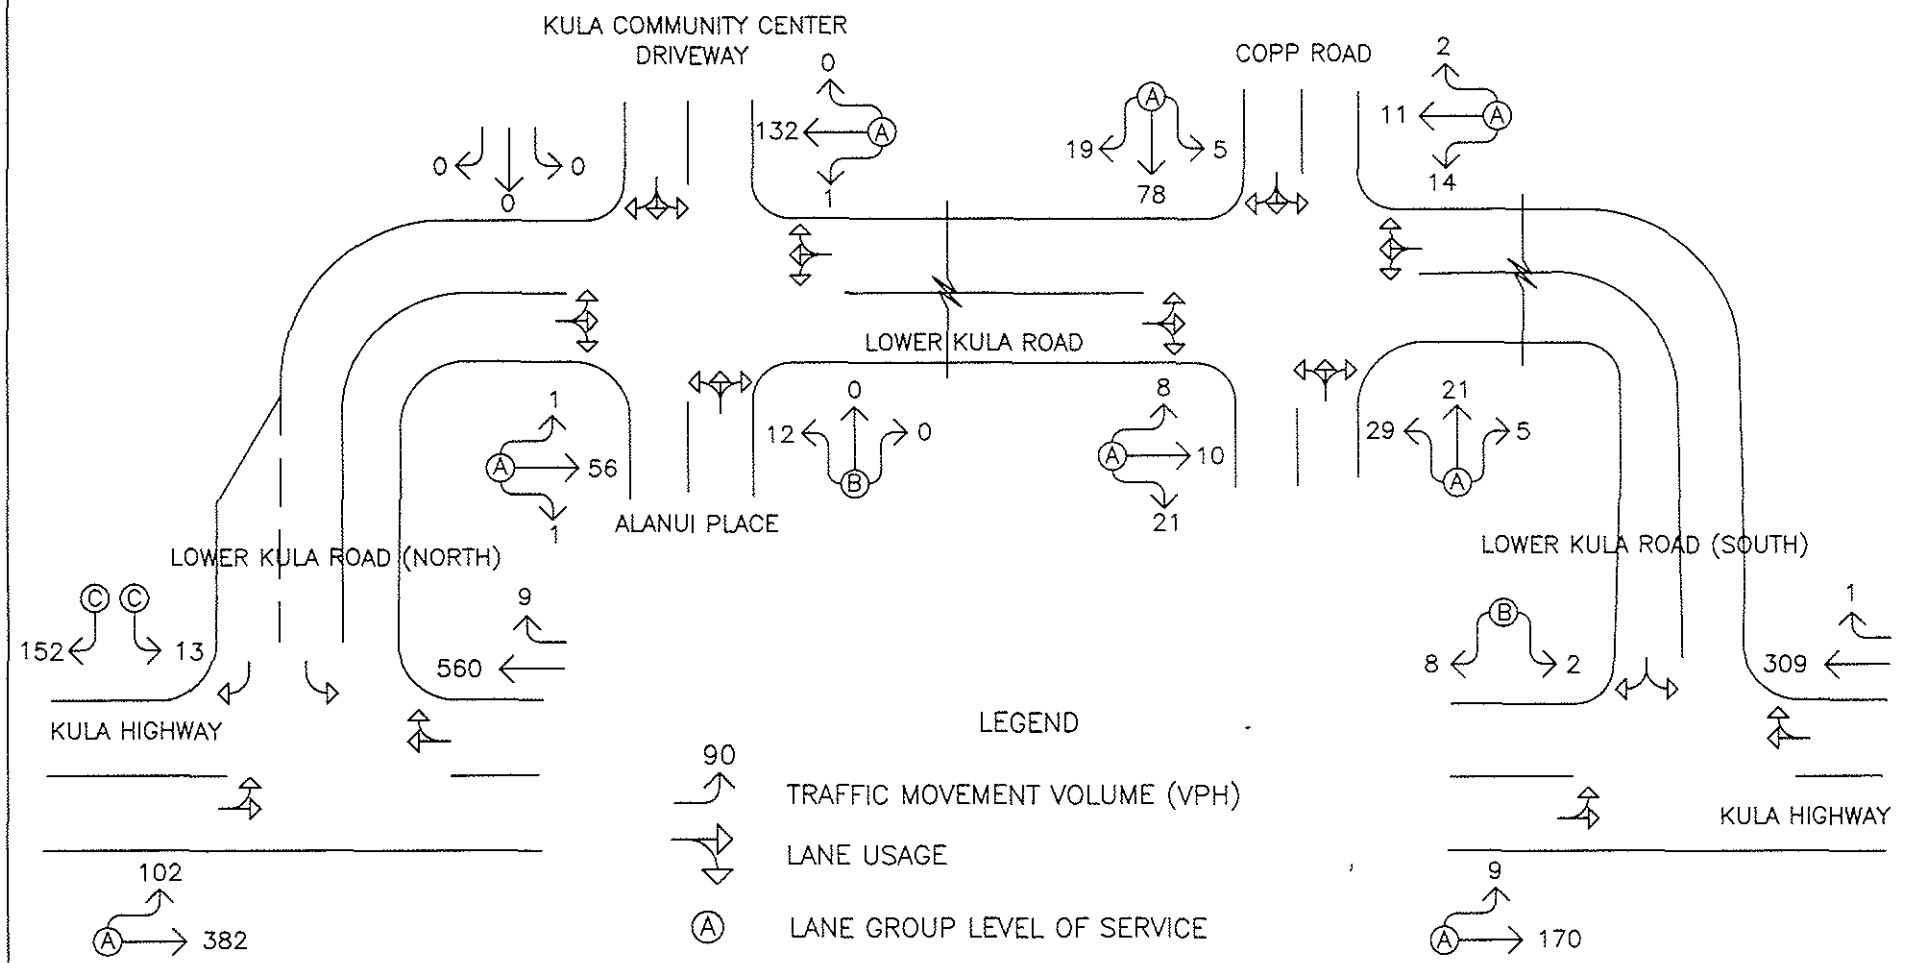 KULA COMMUNITY CENTER
DRIVEWAY
COPP ROAD
0
132
A
1
0
0
0
A
19
5
78
2
11
A
14
LOWER KULA ROAD
1
A
56
1
ALANUI PLACE
0
12
0
B
8
A
10
21
21
29
5
A
LOWER KULA ROAD (NORTH)
LOWER KULA ROAD (SOUTH)
C
C
152
13
9
560
B
8
2
1
309
KULA HIGHWAY
KULA HIGHWAY
102
A
382
9
A
170
LEGEND
90
TRAFFIC MOVEMENT VOLUME (VPH)
LANE USAGE
A
LANE GROUP LEVEL OF SERVICE